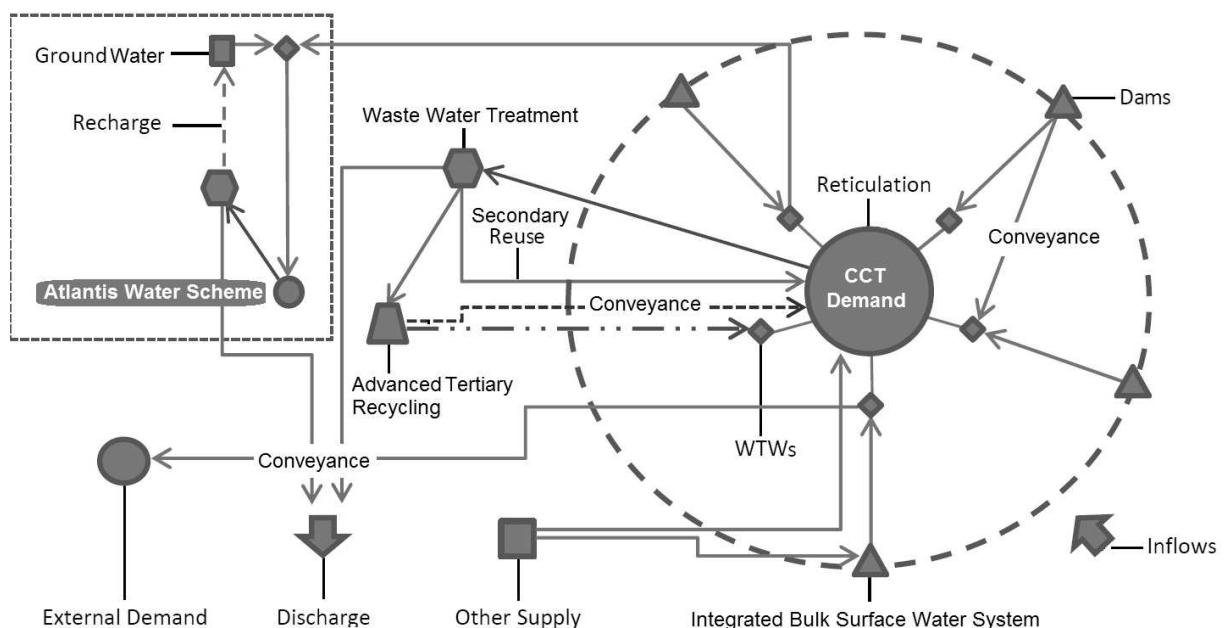 Ground Water
Recharge
Atlantis Water Scheme
Waste Water Treatment
Secondary
Reuse
Conveyance
Advanced Tertiary
Recycling
Dams
Reticulation
Conveyance
CCT
Demand
WTWs
Conveyance
Inflows
External Demand
Discharge
Other Supply
Integrated Bulk Surface Water System